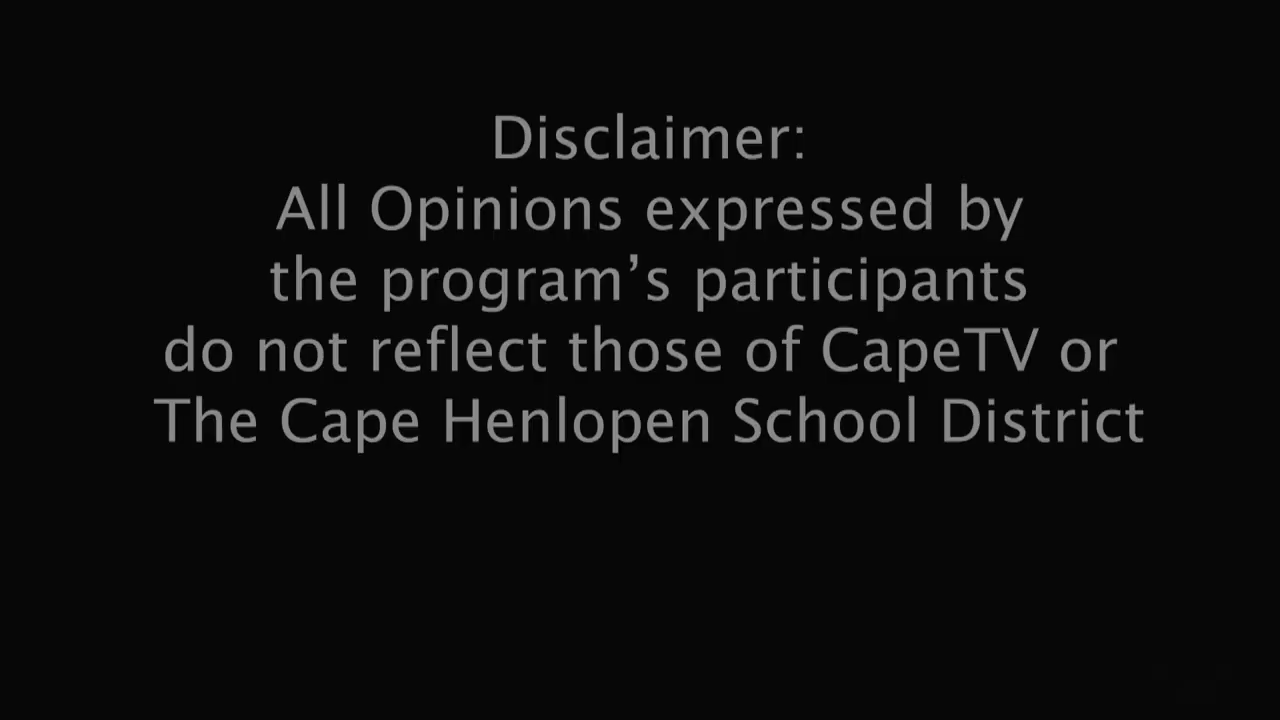 Disclaimer:
All Opinions expressed by
the program’s participants
do not reflect those of CapeTV or
The Cape Henlopen School District